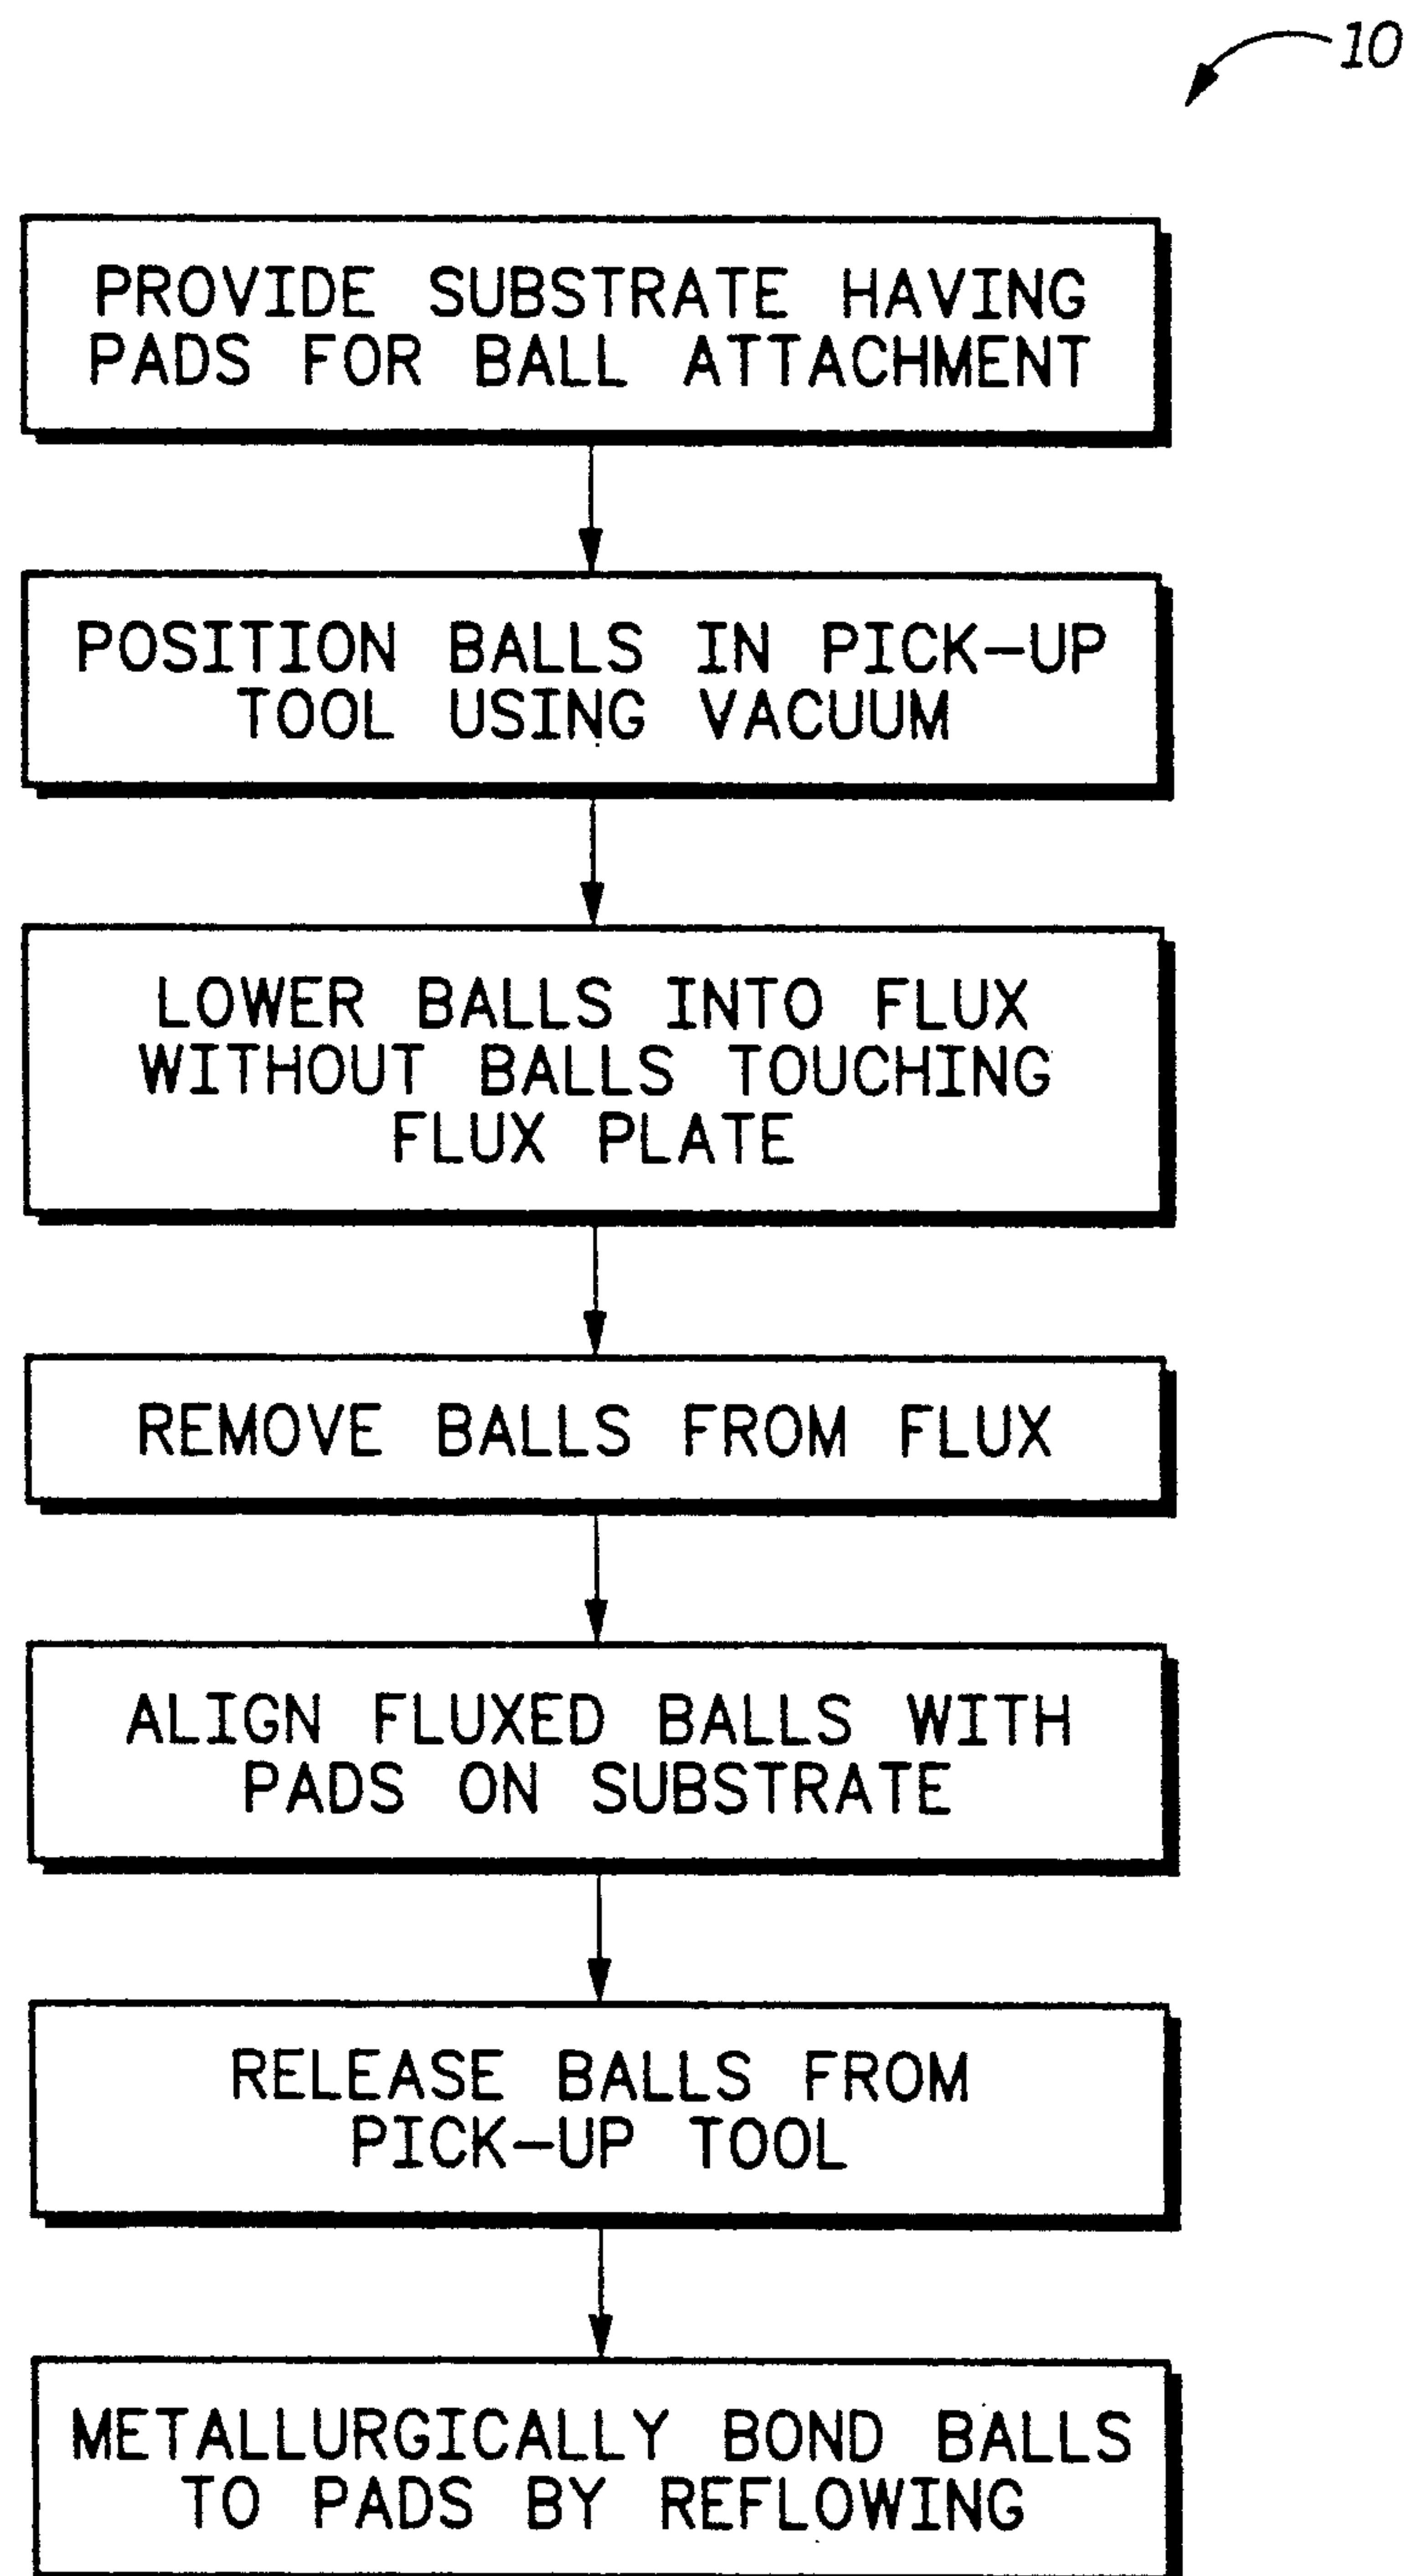 10
PROVIDE SUBSTRATE HAVING
PADS FOR BALL ATTACHMENT
POSITION BALLS IN PICK-UP
TOOL USING VACUUM
LOWER BALLS INTO FLUX
WITHOUT BALLS TOUCHING
FLUX PLATE
REMOVE BALLS FROM FLUX
ALIGN FLUXED BALLS WITH
PADS ON SUBSTRATE
RELEASE BALLS FROM
PICK-UP TOOL
METALLURGICALLY BOND BALLS
TO PADS BY REFLOWING